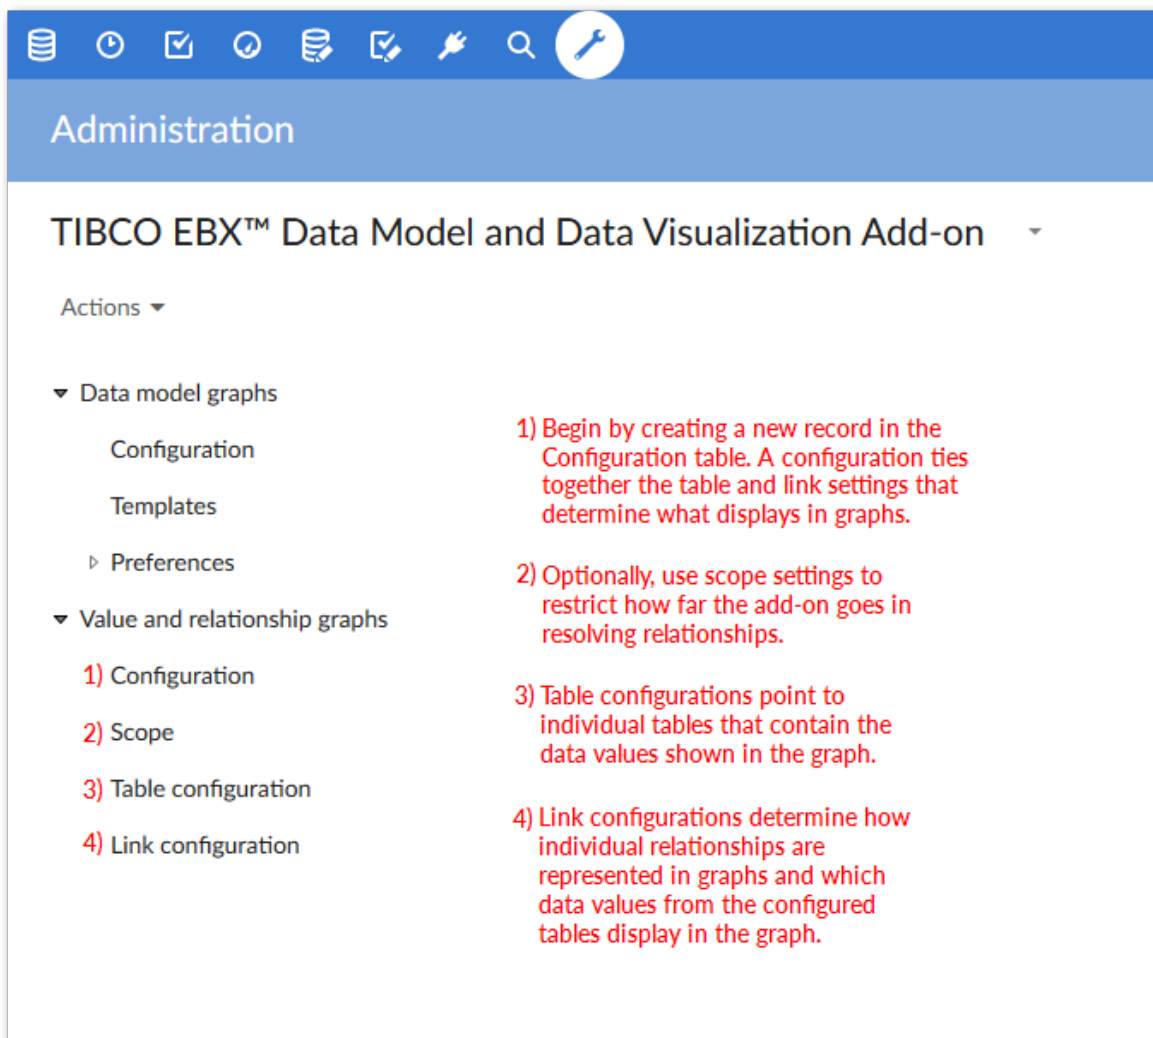 Administration
TIBCO EBX™ Data Model and Data Visualization Add-on
Actions
Data model graphs
Configuration
Templates
Preferences
Value and relationship graphs
1) Configuration
2) Scope
3) Table configuration
4) Link configuration
1) Begin by creating a new record in the
Configuration table. A configuration ties
together the table and link settings that
determine what displays in graphs.
2) Optionally, use scope settings to
restrict how far the add-on goes in
resolving relationships.
3) Table configurations point to
individual tables that contain the
data values shown in the graph.
4) Link configurations determine how
individual relationships are
represented in graphs and which
data values from the configured
tables display in the graph.